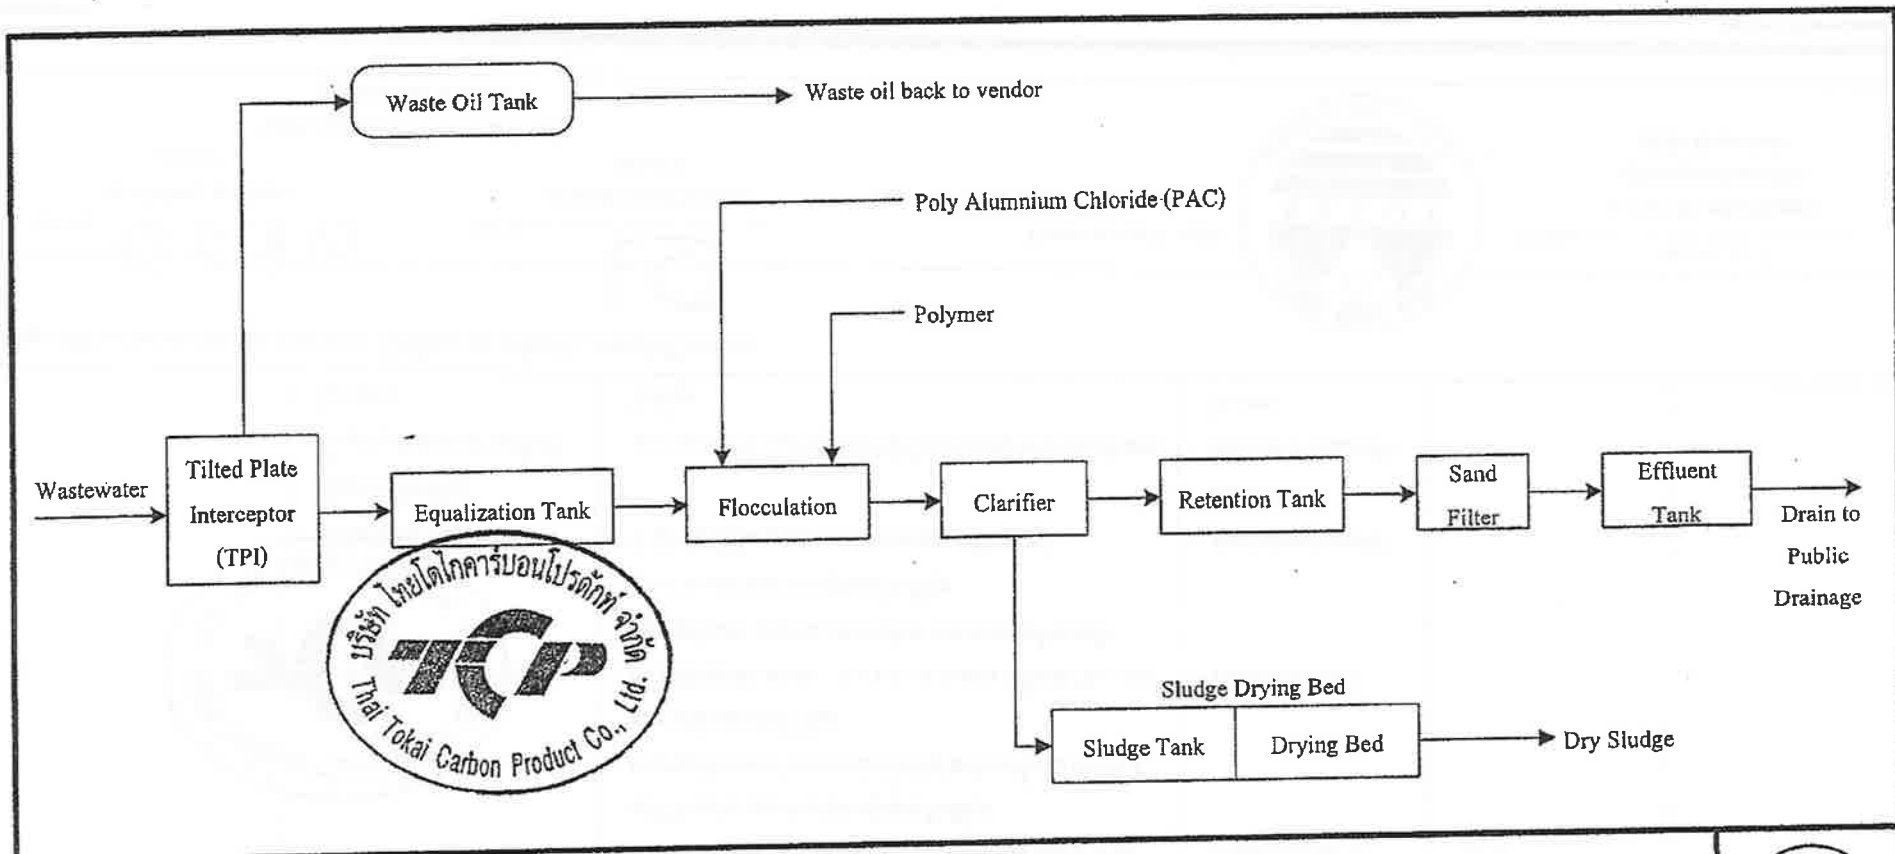 Waste Oil Tank
Waste oil back to vendor
Poly Alumnium Chloride (PAC)
Polymer
Wastewater
Tilted Plate
Interceptor
(TPI)
Equalization Tank
Flocculation
Clarifier
Retention Tank
Sand
Filter
Effluent
Tank
Drain to
Public
Drainage
บริษัท ไทยโตไกคาร์บอนโปรดักท์ จำกัด
TCP
Thai Tokai Carbon Product Co., Ltd.
Sludge Drying Bed
Sludge Tank
Drying Bed
Dry Sludge